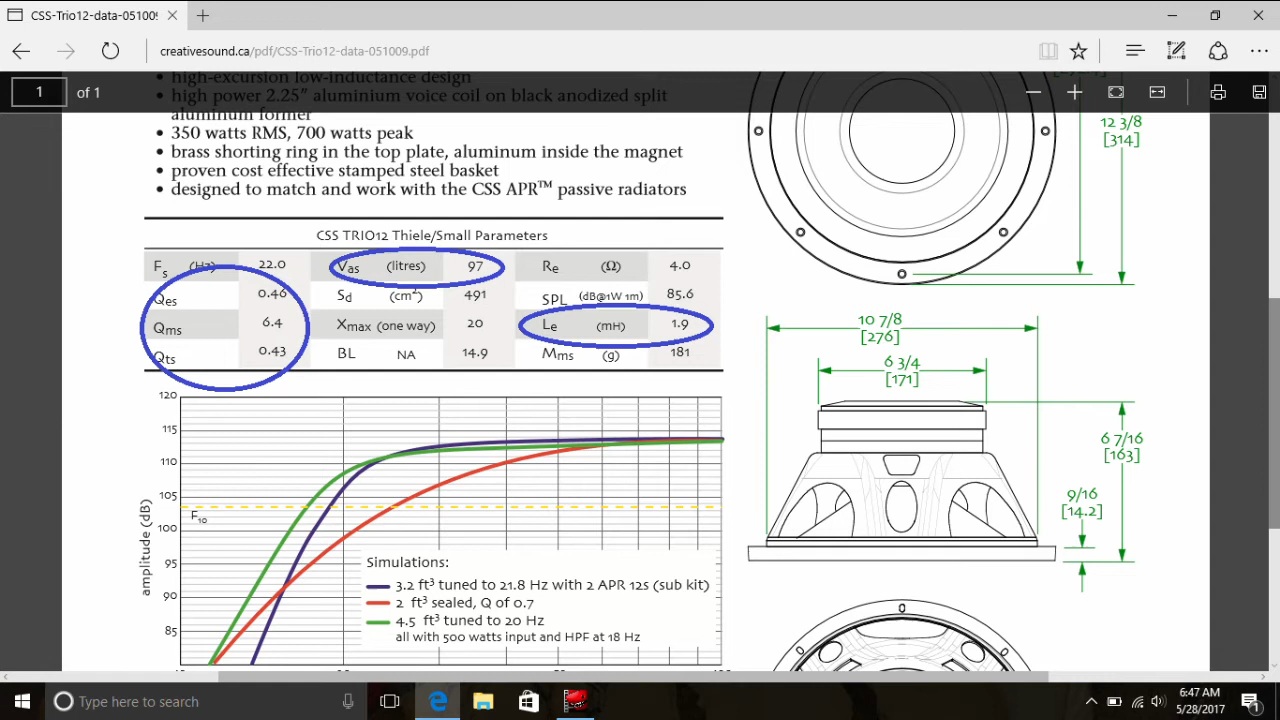 CSS-Trio12-data-051009
creativesound.ca/pdf/CSS-Trio12-data-051009.pdf
1 of 1
• high-excursion low-inductance design
• high power 2.25” aluminum voice coil on black anodized split
aluminum former
• 350 watts RMS, 700 watts peak
• brass shorting ring in the top plate, aluminum inside the magnet
• proven cost effective stamped steel basket
• designed to match and work with the CSS APR™ passive radiators
CSS TRIO12 Thiele/Small Parameters
Fs (Hz) 22.0 Vas (litres) 97 Re (Ω) 4.0
Qes 0.46 Sd (cm2) 491 SPL (dB@1W 1m) 85.6
Qms 6.4 Xmax (one way) 20 Le (mH) 1.9
Qts 0.43 BL NA 14.9 Mms (g) 181
120
115
110
105
F10
100
95
90
85
amplitude (dB)
Simulations:
3.2 ft³ tuned to 21.8 Hz with 2 APR 12s (sub kit)
2 ft³ sealed, Q of 0.7
4.5 ft³ tuned to 20 Hz
all with 500 watts input and HPF at 18 Hz
12 3/8
[314]
10 7/8
[276]
6 3/4
[171]
6 7/16
[163]
9/16
[14.2]
Type here to search
6:47 AM
5/28/2017
1